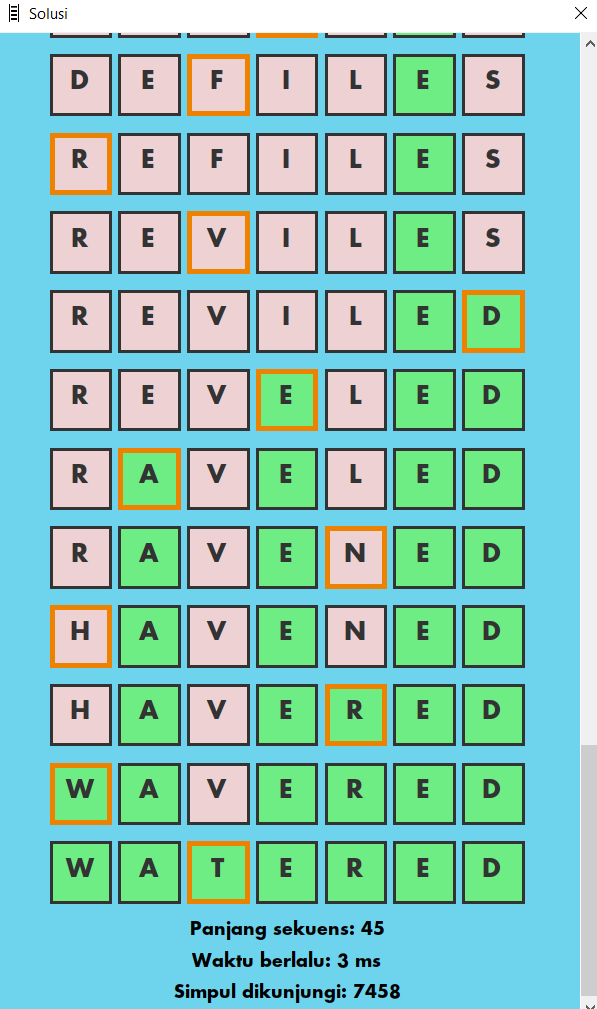 Solusi
D E F I L E S
R E F I L E S
R E V I L E S
R E V I L E D
R E V E L E D
R A V E L E D
R A V E N E D
H A V E N E D
H A V E R E D
W A V E R E D
W A T E R E D
Panjang sekuens: 45
Waktu berlalu: 3 ms
Simpul dikunjungi: 7458